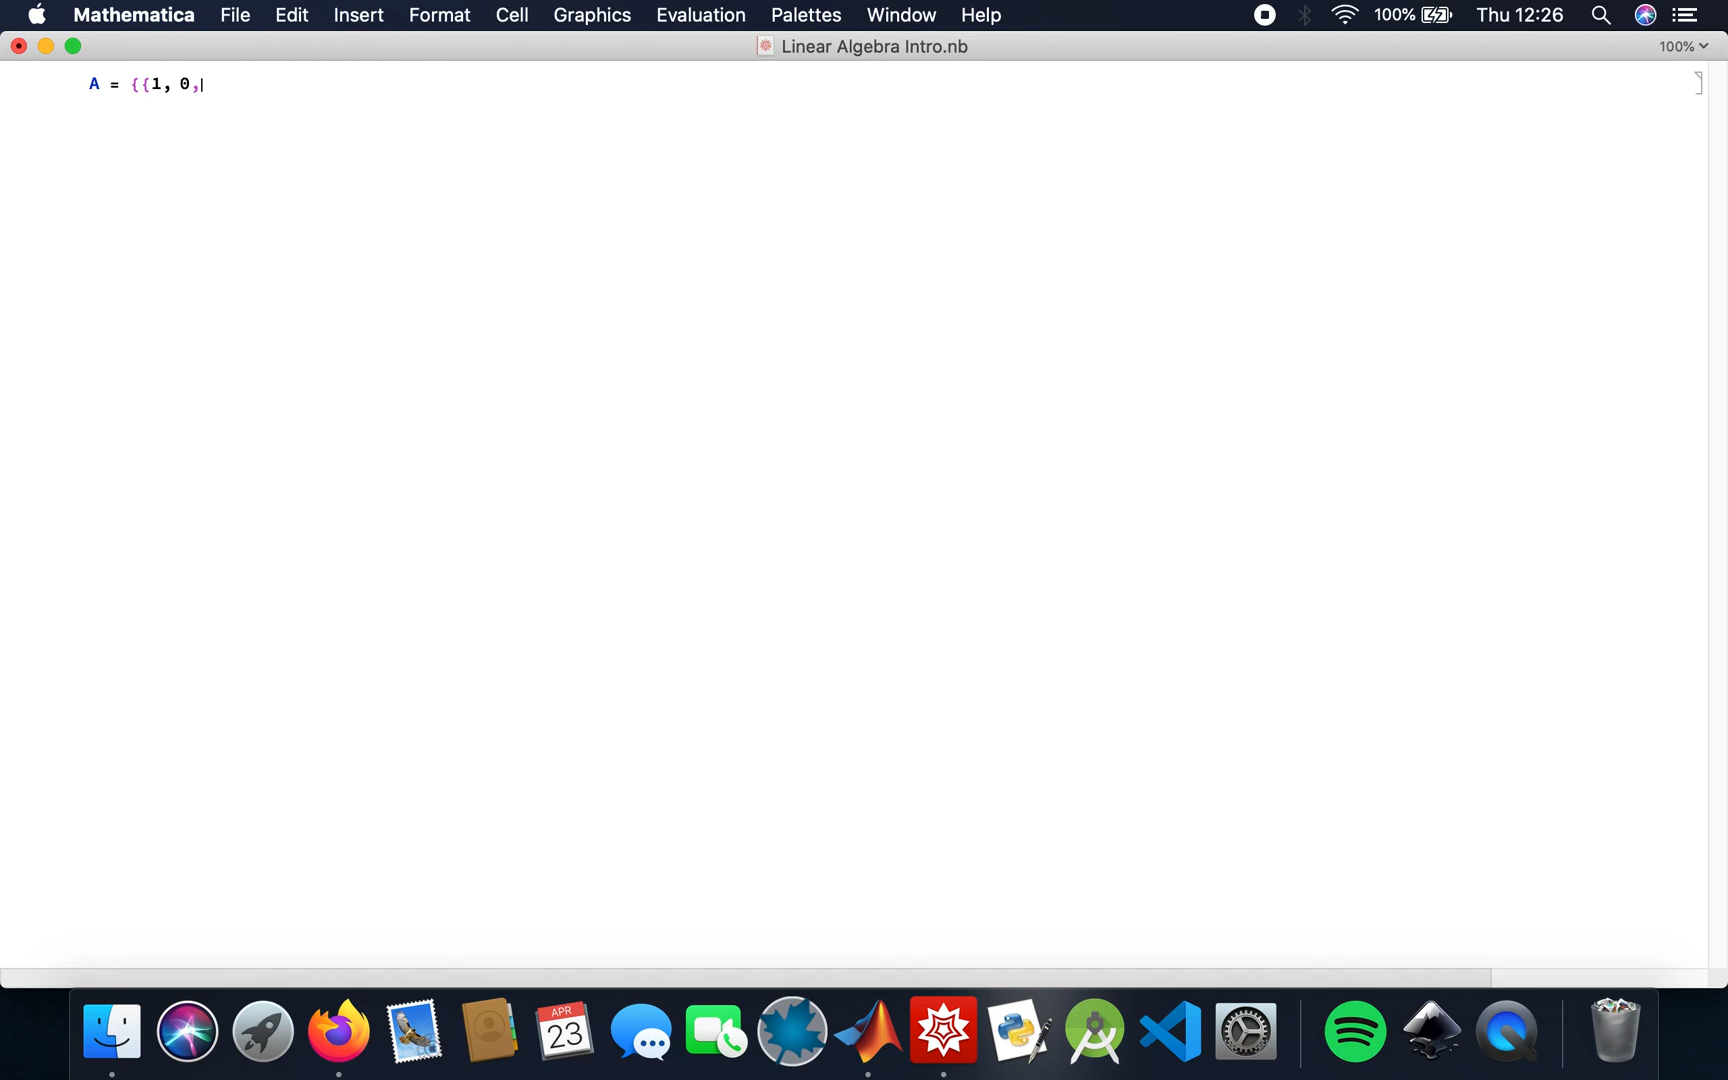 Mathematica File Edit Insert Format Cell Graphics Evaluation Palettes Window Help 100% Thu 12:26
Linear Algebra Intro.nb 100%
A = {{1, 0,
APR
23